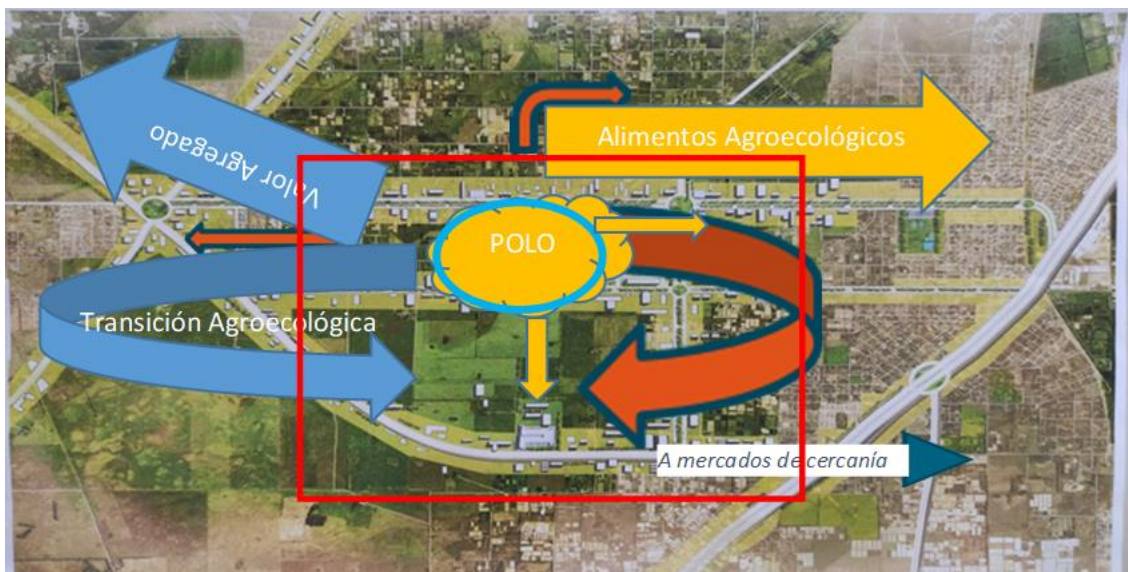 Alimentos Agroecológicos
Valor Agregado
POLO
Transición Agroecológica
A mercados de cercanía